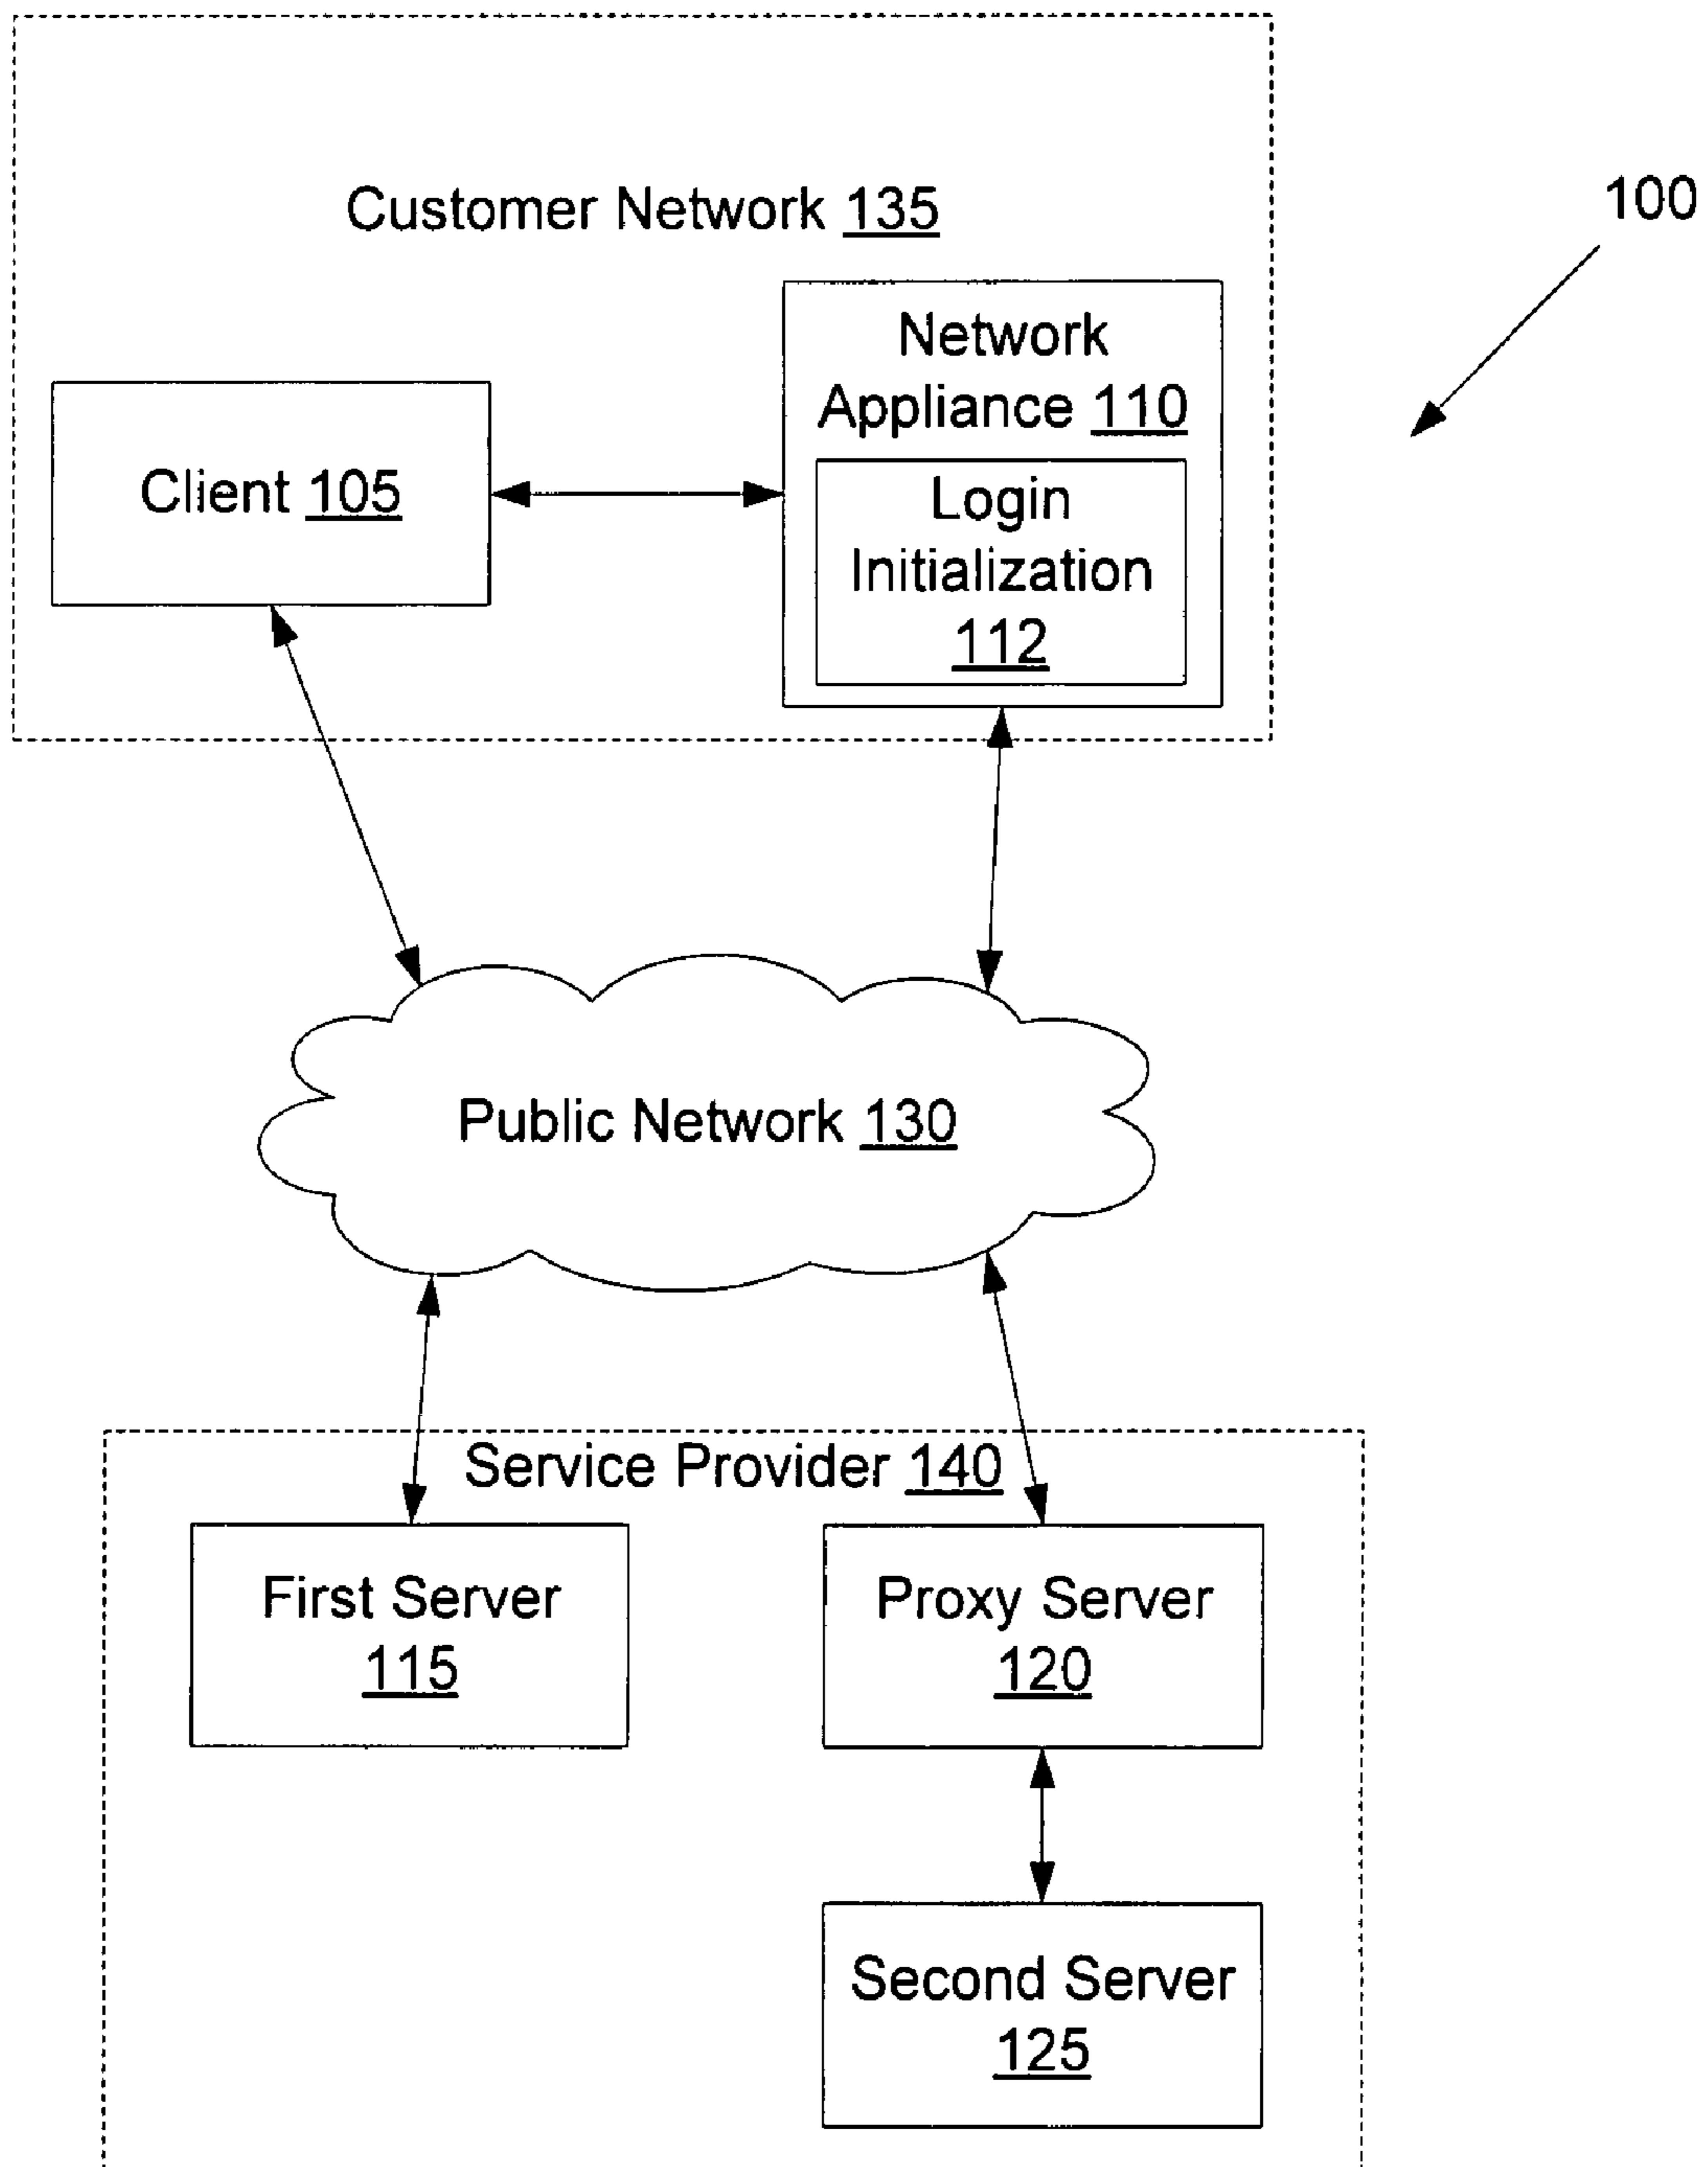 Customer Network 135
100
Network
Appliance 110
Client 105
Login
Initialization
112
Public Network 130
Service Provider 140
First Server
115
Proxy Server
120
Second Server
125